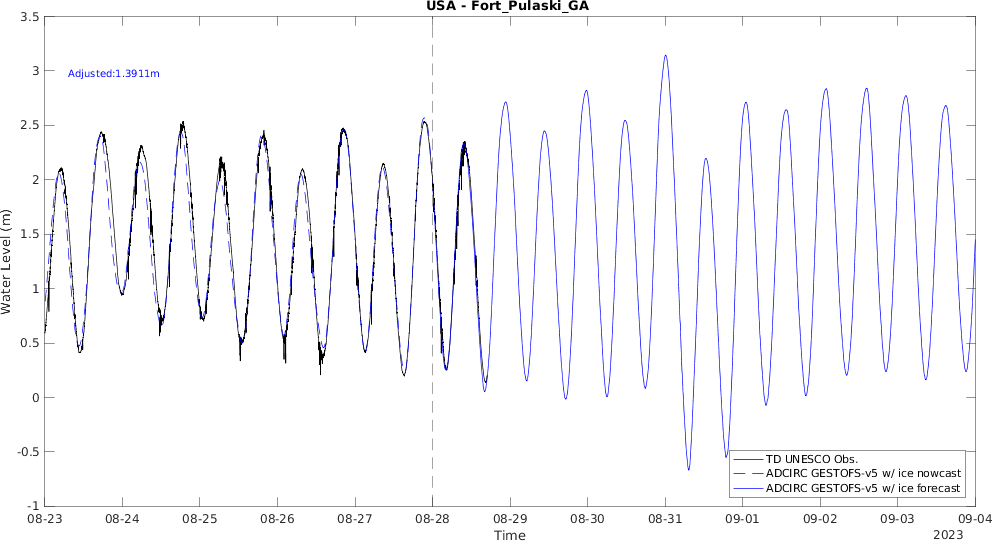 USA - Fort_Pulaski_GA
3.5
3
2.5
2
1.5
1
0.5
0
-0.5
-1
Water Level (m)
Adjusted:1.3911m
TD UNESCO Obs.
ADCIRC GESTOFS-v5 w/ ice nowcast
ADCIRC GESTOFS-v5 w/ ice forecast
08-23 08-24 08-25 08-26 08-27 08-28 08-29 08-30 08-31 09-01 09-02 09-03 09-04
Time
2023